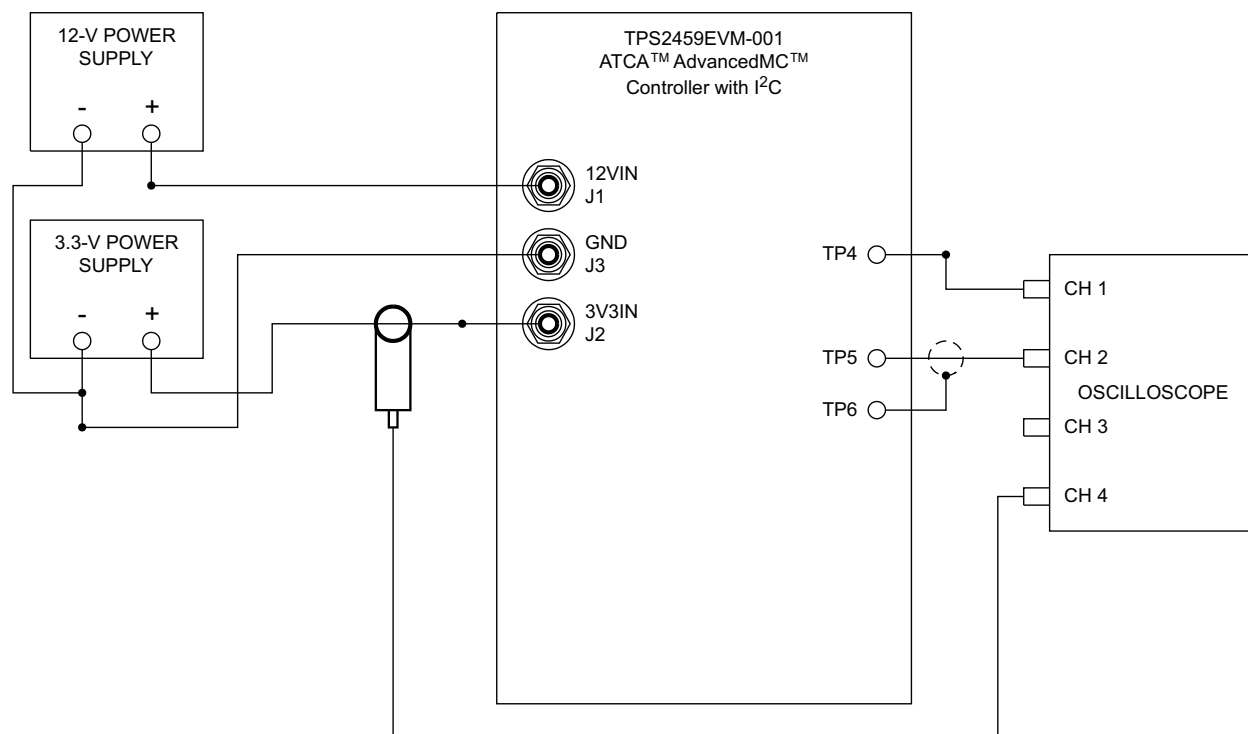 12-V POWER
SUPPLY
- +
3.3-V POWER
SUPPLY
- +
TPS2459EVM-001
ATCA™ AdvancedMC™
Controller with I²C
12VIN
J1
GND
J3
3V3IN
J2
TP4
TP5
TP6
CH 1
CH 2
OSCILLOSCOPE
CH 3
CH 4